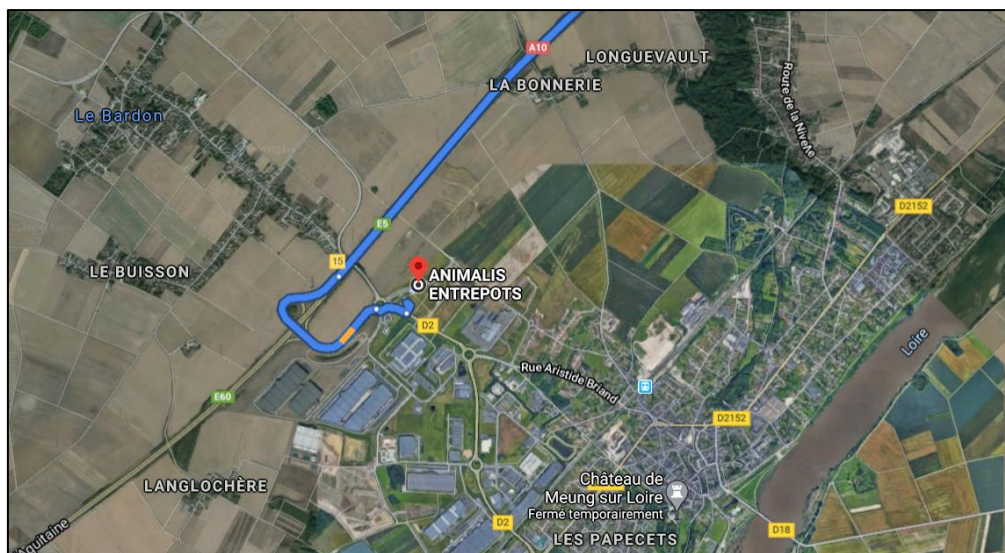 A10
LONGUEVAULT
LA BONNERIE
Le Bardon
Route de la Nivelle
D2152
E5
LE BUISSON
15
ANIMALIS
ENTREPOTS
Loire
D2
Rue Aristide Briand
E60
D2152
LANGLOCHÈRE
Château de
Meung sur Loire
Fermé temporairement
D2
D18
Aquitaine
LES PAPECETS